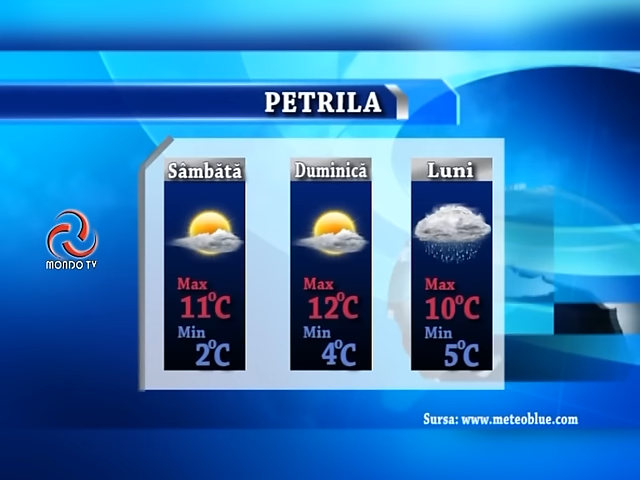 PETRILA
Sâmbătă
Max
11°C
Min
2°C
Duminică
Max
12°C
Min
4°C
Luni
Max
10°C
Min
5°C
MONDO TV
Sursa: www.meteoblue.com